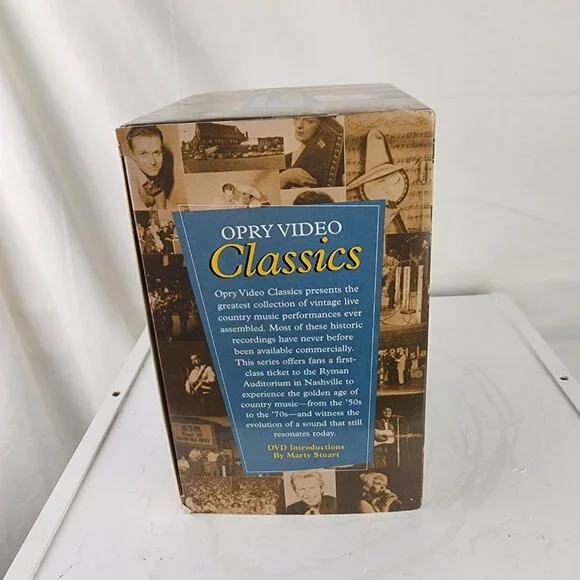 OPRY VIDEO
Classics
Opry Video Classics presents the
greatest collection of vintage live
country music performances ever
assembled. Most of these historic
recordings have never before
been available commercially.
This series offers fans a first-
class ticket to the Ryman
Auditorium in Nashville to
experience the golden age of
country music—from the '50s
to the '70s—and witness the
evolution of a sound that still
resonates today.
DVD Introductions
By Marty Stuart
WSM